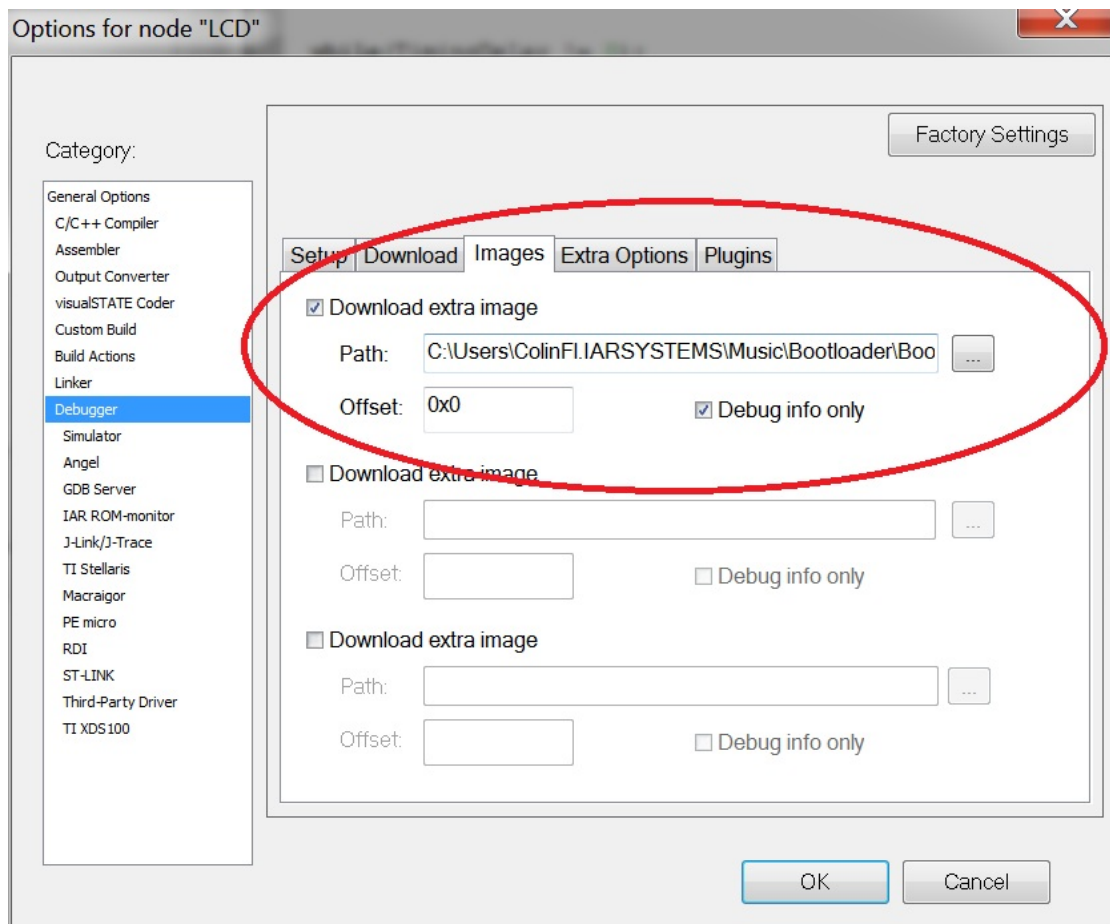 Options for node "LCD"
Factory Settings
Category:
General Options
C/C++ Compiler
Assembler
Output Converter
visualSTATE Coder
Custom Build
Build Actions
Linker
Debugger
Simulator
Angel
GDB Server
IAR ROM-monitor
J-Link/J-Trace
TI Stellaris
Macraigor
PE micro
RDI
ST-LINK
Third-Party Driver
TI XDS100
Setup Download Images Extra Options Plugins
Download extra image
Path: C:\Users\ColinFl.IARSYSTEMS\Music\Bootloader\Boo ...
Offset: 0x0 Debug info only
Download extra image
Path: ...
Offset: Debug info only
Download extra image
Path: ...
Offset: Debug info only
OK Cancel